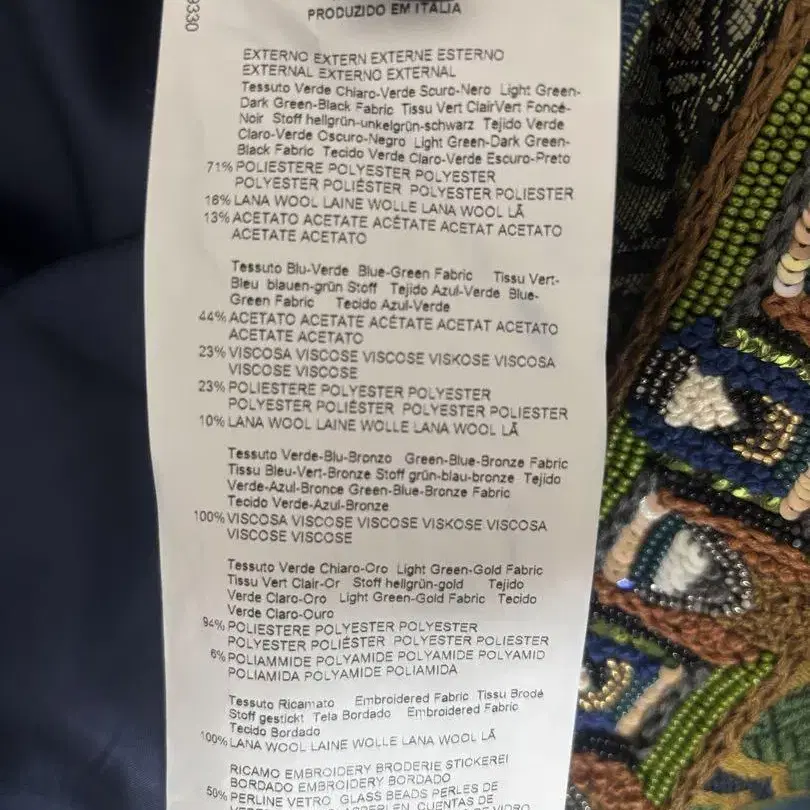 9330
PRODUZIDO EM ITALIA
EXTERNO EXTERN EXTERNE ESTERNO
EXTERNAL EXTERNO EXTERNAL
Tessuto Verde Chiaro-Verde Scuro-Nero Light Green-
Dark Green-Black Fabric Tissu Vert ClairVert Foncé-
Noir Stoff hellgrün-unkelgrün-schwarz Tejido Verde
Claro-Verde Oscuro-Negro Light Green-Dark Green-
Black Fabric Tecido Verde Claro-Verde Escuro-Preto
71% POLIESTERE POLYESTER POLYESTER
POLYESTER POLIÉSTER POLYESTER POLIESTER
16% LANA WOOL LAINE WOLLE LANA WOOL LÃ
13% ACETATO ACETATE ACÉTATE ACETAT ACETATO
ACETATE ACETATO
Tessuto Blu-Verde Blue-Green Fabric Tissu Vert-
Bleu blauen-grün Stoff Tejido Azul-Verde Blue-
Green Fabric Tecido Azul-Verde
44% ACETATO ACETATE ACÉTATE ACETAT ACETATO
ACETATE ACETATO
23% VISCOSA VISCOSE VISCOSE VISKOSE VISCOSA
VISCOSE VISCOSE
23% POLIESTERE POLYESTER POLYESTER
POLYESTER POLIÉSTER POLYESTER POLIESTER
10% LANA WOOL LAINE WOLLE LANA WOOL LÃ
Tessuto Verde-Blu-Bronzo Green-Blue-Bronze Fabric
Tissu Bleu-Vert-Bronze Stoff grün-blau-bronze Tejido
Verde-Azul-Bronce Green-Blue-Bronze Fabric
Tecido Verde-Azul-Bronze
100% VISCOSA VISCOSE VISCOSE VISKOSE VISCOSA
VISCOSE VISCOSE
Tessuto Verde Chiaro-Oro Light Green-Gold Fabric
Tissu Vert Clair-Or Stoff hellgrün-gold Tejido
Verde Claro-Oro Light Green-Gold Fabric Tecido
Verde Claro-Ouro
94% POLIESTERE POLYESTER POLYESTER
POLYESTER POLIÉSTER POLYESTER POLIESTER
6% POLIAMMIDE POLYAMIDE POLYAMIDE POLYAMID
POLIAMIDA POLYAMIDE POLIAMIDA
Tessuto Ricamato Embroidered Fabric Tissu Brodé
Stoff gestickt Tela Bordado Embroidered Fabric
Tecido Bordado
100% LANA WOOL LAINE WOLLE LANA WOOL LÃ
RICAMO EMBROIDERY BRODERIE STICKEREI
BORDADO EMBROIDERY BORDADO
50% PERLINE VETRO GLASS BEADS PERLES DE
CUENTAS DE